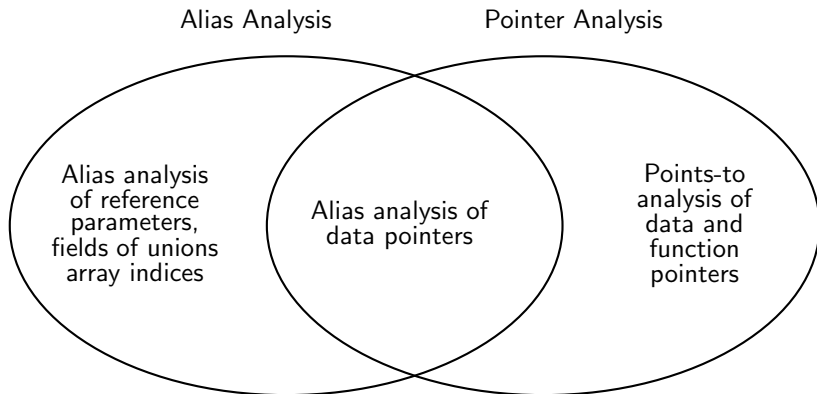 Alias Analysis
Pointer Analysis
Alias analysis
of reference
parameters,
fields of unions
array indices
Alias analysis of
data pointers
Points-to
analysis of
data and
function
pointers